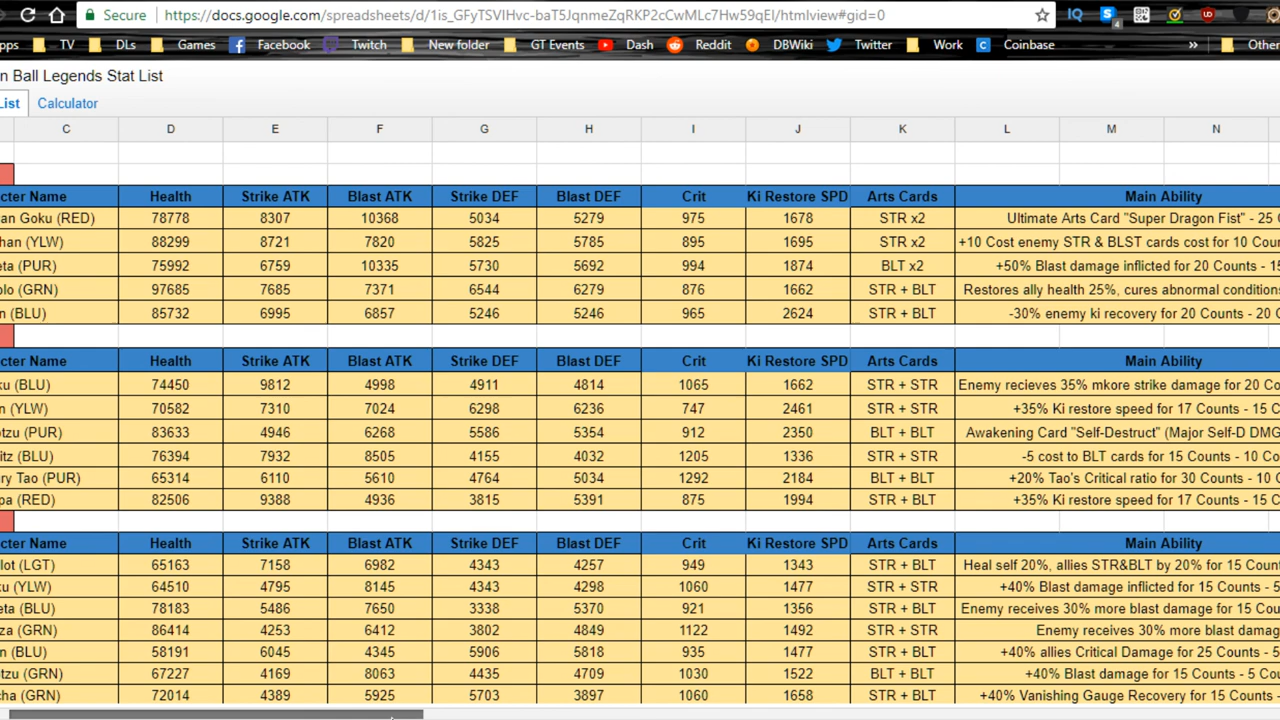 Secure https://docs.google.com/spreadsheets/d/1is_GFyTSVIHvc-baT5JqnmeZqRKP2cCwMLc7Hw59qEI/htmlview#gid=0
pps TV DLs Games Facebook Twitch New folder GT Events Dash Reddit DBWiki Twitter Work Coinbase » Other
n Ball Legends Stat List
List Calculator
C D E F G H I J K L M N
cter Name Health Strike ATK Blast ATK Strike DEF Blast DEF Crit Ki Restore SPD Arts Cards Main Ability
an Goku (RED) 78778 8307 10368 5034 5279 975 1678 STR x2 Ultimate Arts Card "Super Dragon Fist" - 25 C
han (YLW) 88299 8721 7820 5825 5785 895 1695 STR x2 +10 Cost enemy STR & BLST cards cost for 10 Coun
eta (PUR) 75992 6759 10335 5730 5692 994 1874 BLT x2 +50% Blast damage inflicted for 20 Counts - 15
olo (GRN) 97685 7685 7371 6544 6279 876 1662 STR + BLT Restores ally health 25%, cures abnormal conditions
n (BLU) 85732 6995 6857 5246 5246 965 2624 STR + BLT -30% enemy ki recovery for 20 Counts - 20 C
cter Name Health Strike ATK Blast ATK Strike DEF Blast DEF Crit Ki Restore SPD Arts Cards Main Ability
ku (BLU) 74450 9812 4998 4911 4814 1065 1662 STR + STR Enemy recieves 35% mkore strike damage for 20 Co
n (YLW) 70582 7310 7024 6298 6236 747 2461 STR + STR +35% Ki restore speed for 17 Counts - 15 C
otzu (PUR) 83633 4946 6268 5586 5354 912 2350 BLT + BLT Awakening Card "Self-Destruct" (Major Self-D DMG
itz (BLU) 76394 7932 8505 4155 4032 1205 1336 STR + BLT -5 cost to BLT cards for 15 Counts - 10 Co
ry Tao (PUR) 65314 6110 5610 4764 5034 1292 2184 BLT + BLT +20% Tao's Critical ratio for 30 Counts - 10 C
pa (RED) 82506 9388 4936 3815 5391 875 1994 STR + BLT +35% Ki restore speed for 17 Counts - 15 C
cter Name Health Strike ATK Blast ATK Strike DEF Blast DEF Crit Ki Restore SPD Arts Cards Main Ability
lot (LGT) 65163 7158 6982 4343 4257 949 1343 STR + BLT Heal self 20%, allies STR&BLT by 20% for 15 Count
ku (YLW) 64510 4795 8145 4343 4298 1060 1477 STR + BLT +40% Blast damage inflicted for 15 Counts - 5
eta (BLU) 78183 5486 7650 3338 5370 921 1356 STR + BLT Enemy receives 30% more blast damage for 15 Cou
za (GRN) 86414 4253 6412 3802 4849 1122 1492 STR + STR Enemy receives 30% more blast damag
n (BLU) 58191 6045 4345 5906 5818 935 1477 STR + BLT +40% allies Critical Damage for 25 Counts - 5
otzu (GRN) 67227 4169 8063 4435 4709 1030 1522 BLT + BLT +40% Blast damage for 15 Counts - 5 Cou
cha (GRN) 72014 4389 5925 5703 3897 1060 1658 STR + BLT +40% Vanishing Gauge Recovery for 15 Counts -